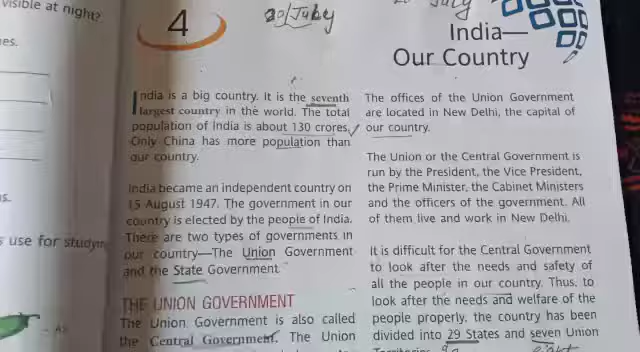 visible at night?
es.
s.
s use for studyin
4
20/July
July
India—
Our Country
India is a big country. It is the seventh
largest country in the world. The total
population of India is about 130 crores.
Only China has more population than
our country.
India became an independent country on
15 August 1947. The government in our
country is elected by the people of India.
There are two types of governments in
our country—The Union Government
and the State Government
THE UNION GOVERNMENT
The Union Government is also called
the Central Government. The Union
The offices of the Union Government
are located in New Delhi, the capital of
our country.
The Union or the Central Government is
run by the President, the Vice President,
the Prime Minister, the Cabinet Ministers
and the officers of the government. All
of them live and work in New Delhi.
It is difficult for the Central Government
to look after the needs and safety of
all the people in our country. Thus, to
look after the needs and welfare of the
people properly, the country has been
divided into 29 States and seven Union